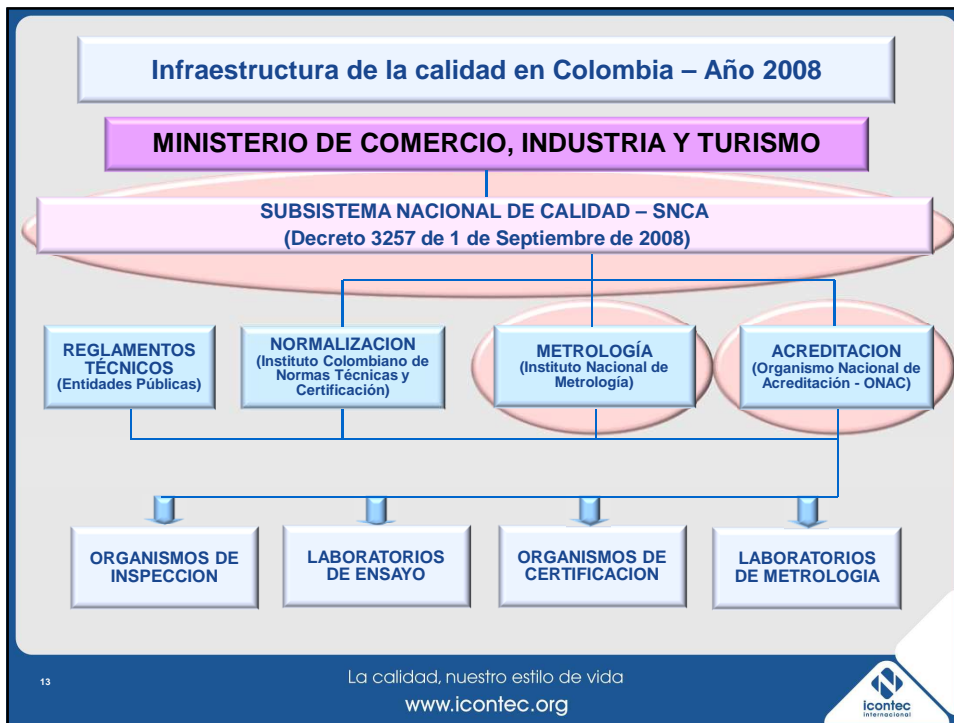 Infraestructura de la calidad en Colombia – Año 2008
MINISTERIO DE COMERCIO, INDUSTRIA Y TURISMO
SUBSISTEMA NACIONAL DE CALIDAD – SNCA
(Decreto 3257 de 1 de Septiembre de 2008)
REGLAMENTOS
TÉCNICOS
(Entidades Públicas)
NORMALIZACION
(Instituto Colombiano de
Normas Técnicas y
Certificación)
METROLOGÍA
(Instituto Nacional de
Metrología)
ACREDITACION
(Organismo Nacional de
Acreditación - ONAC)
ORGANISMOS DE
INSPECCION
LABORATORIOS
DE ENSAYO
ORGANISMOS DE
CERTIFICACION
LABORATORIOS
DE METROLOGIA
13
La calidad, nuestro estilo de vida
www.icontec.org
icontec
internacional